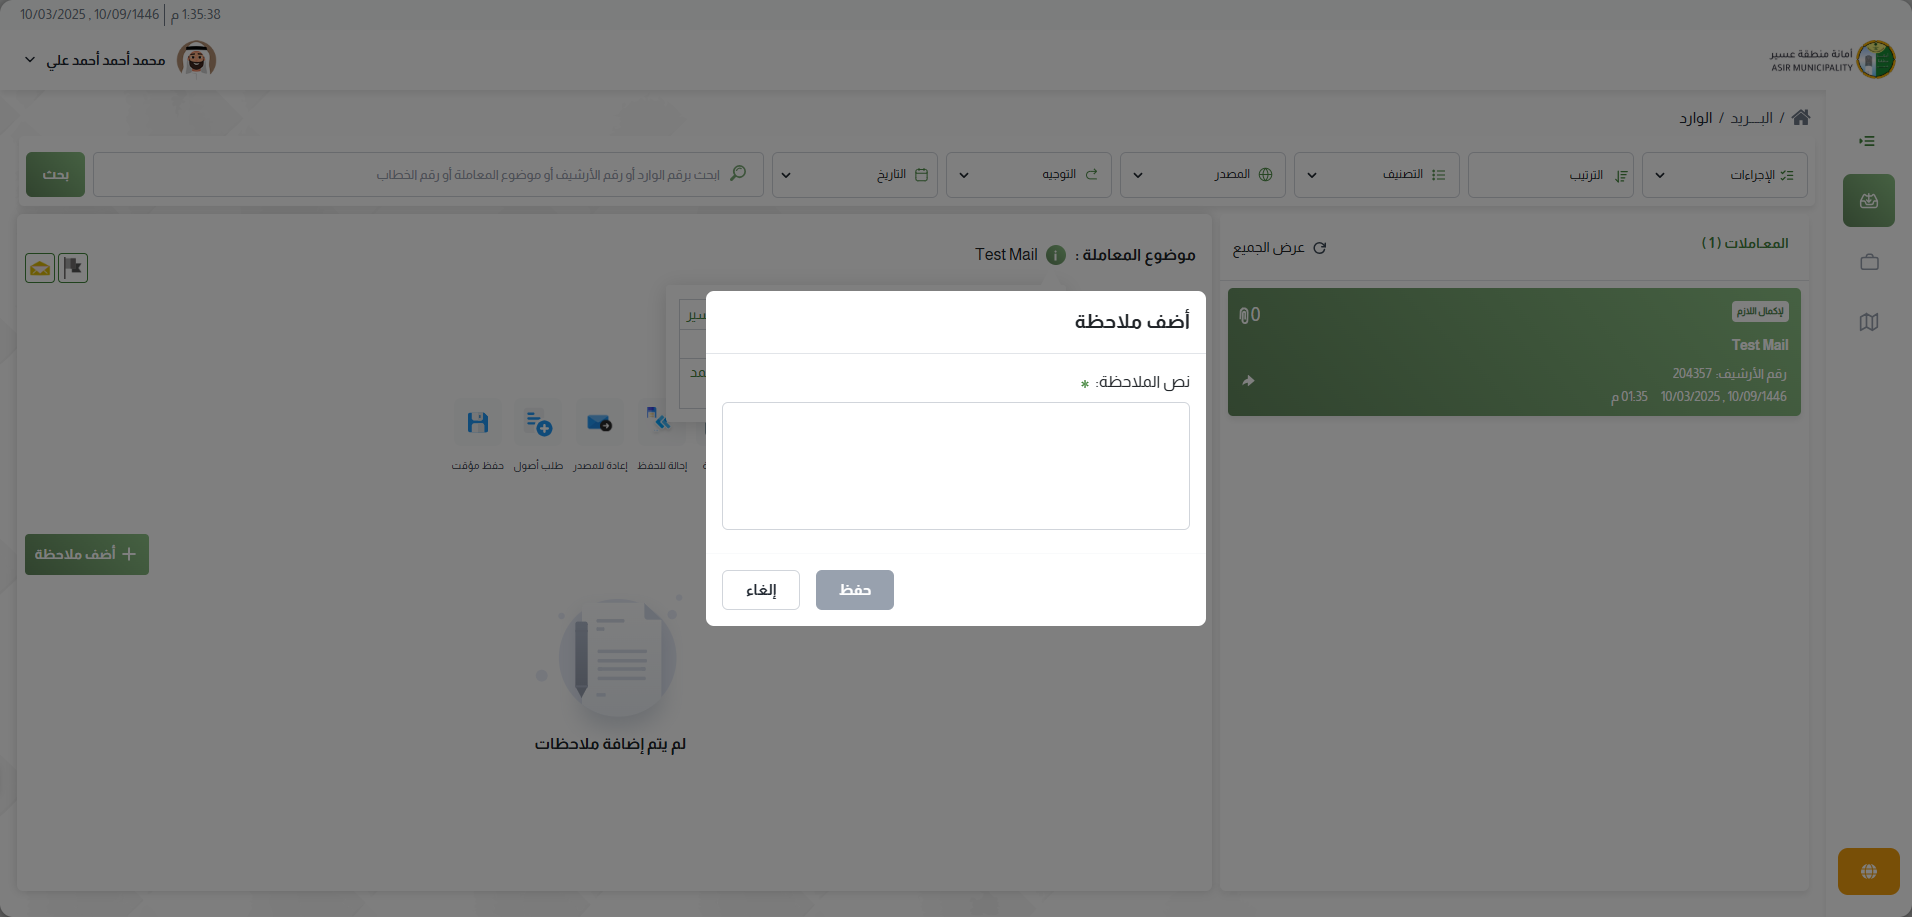 10/03/2025 , 10/09/1446 | 1:35:38 م
أمانة منطقة عسير
ASIR MUNICIPALITY
محمد أحمد أحمد علي
/ البـــريد / الوارد
الإجراءات
الترتيب
التصنيف
المصدر
التوجيه
التاريخ
ابحث برقم الوارد أو رقم الأرشيف أو موضوع المعاملة أو رقم الخطاب
بحث
المعـاملات ( 1 )
عرض الجميع
لإكمال اللازم
0
Test Mail
رقم الأرشيف: 204357
10/03/2025 , 10/09/1446 01:35 م
موضوع المعاملة : Test Mail
أضف ملاحظة
نص الملاحظة: *
حفظ
إلغاء
إحالة للحفظ
إعادة للمصدر
طلب أصول
حفظ مؤقت
+ أضف ملاحظة
لم يتم إضافة ملاحظات